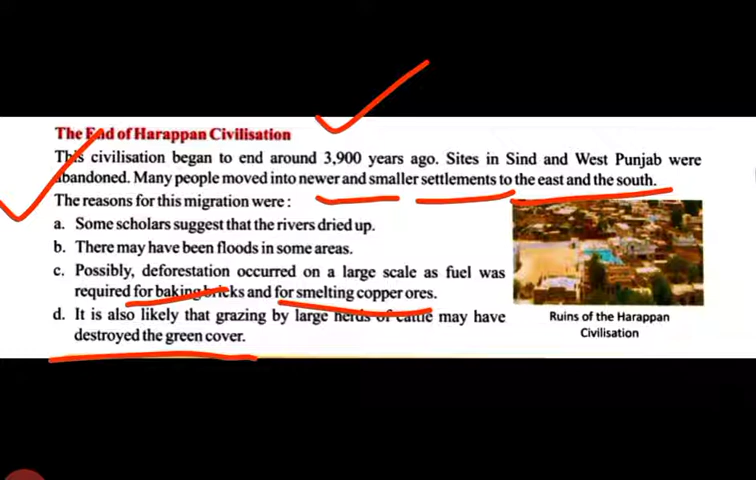 The End of Harappan Civilisation
This civilisation began to end around 3,900 years ago. Sites in Sind and West Punjab were
abandoned. Many people moved into newer and smaller settlements to the east and the south.
The reasons for this migration were :
a. Some scholars suggest that the rivers dried up.
b. There may have been floods in some areas.
c. Possibly, deforestation occurred on a large scale as fuel was
required for baking bricks and for smelting copper ores.
d. It is also likely that grazing by large herds of cattle may have
destroyed the green cover.
Ruins of the Harappan
Civilisation